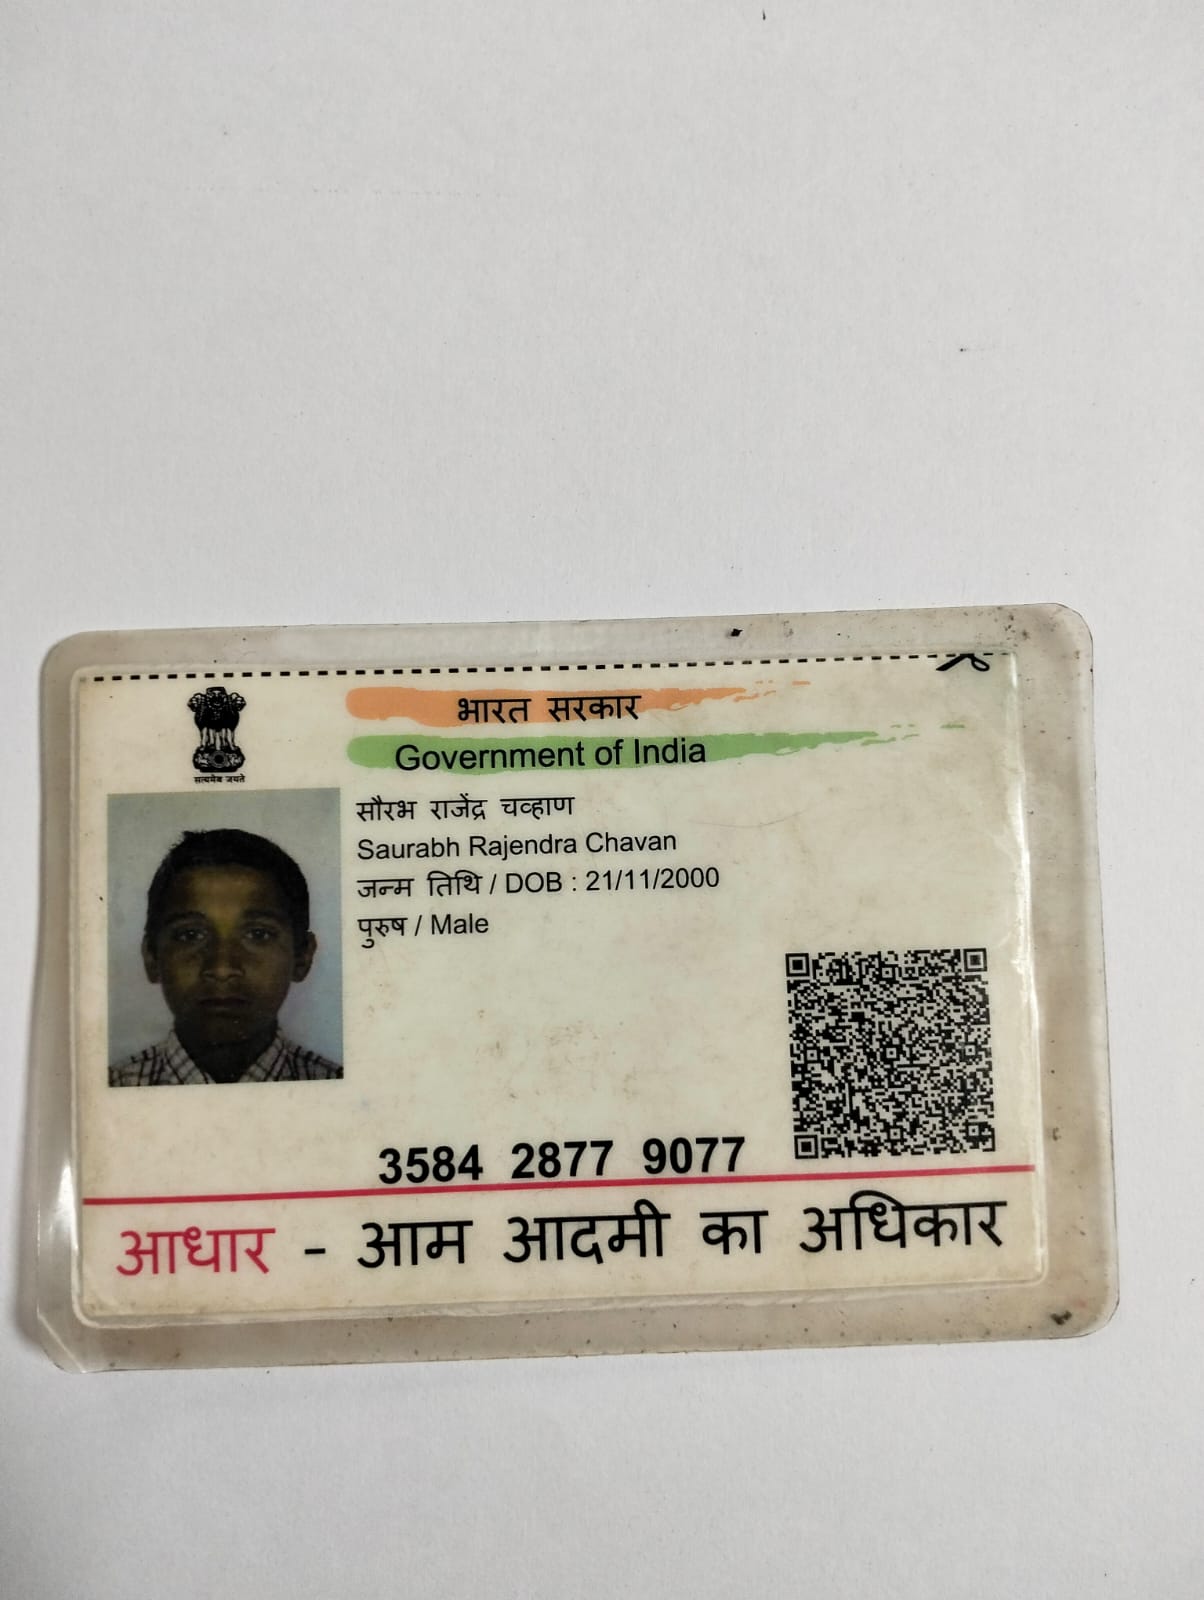 भारत सरकार
Government of India
सत्यमेव जयते
सौरभ राजेंद्र चव्हाण
Saurabh Rajendra Chavan
जन्म तिथि / DOB : 21/11/2000
पुरुष / Male
3584 2877 9077
आधार - आम आदमी का अधिकार